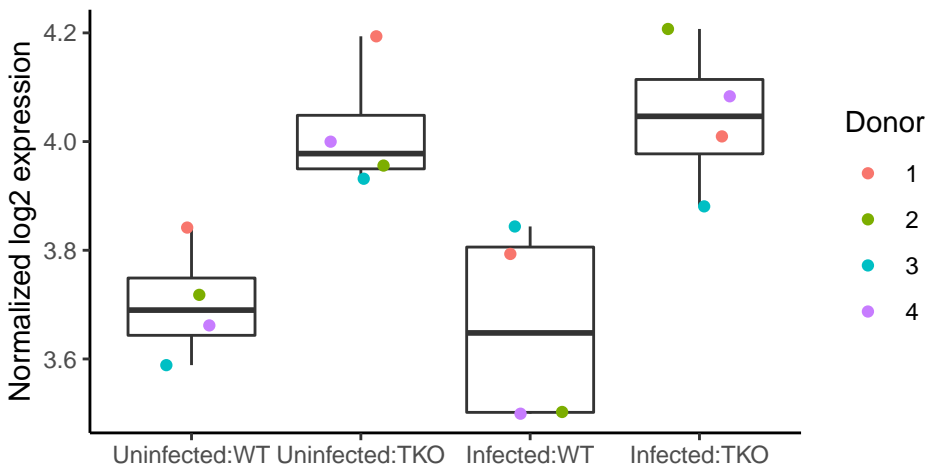 Normalized log2 expression
4.2
4.0
3.8
3.6
Uninfected:WT
Uninfected:TKO
Infected:WT
Infected:TKO
Donor
1
2
3
4